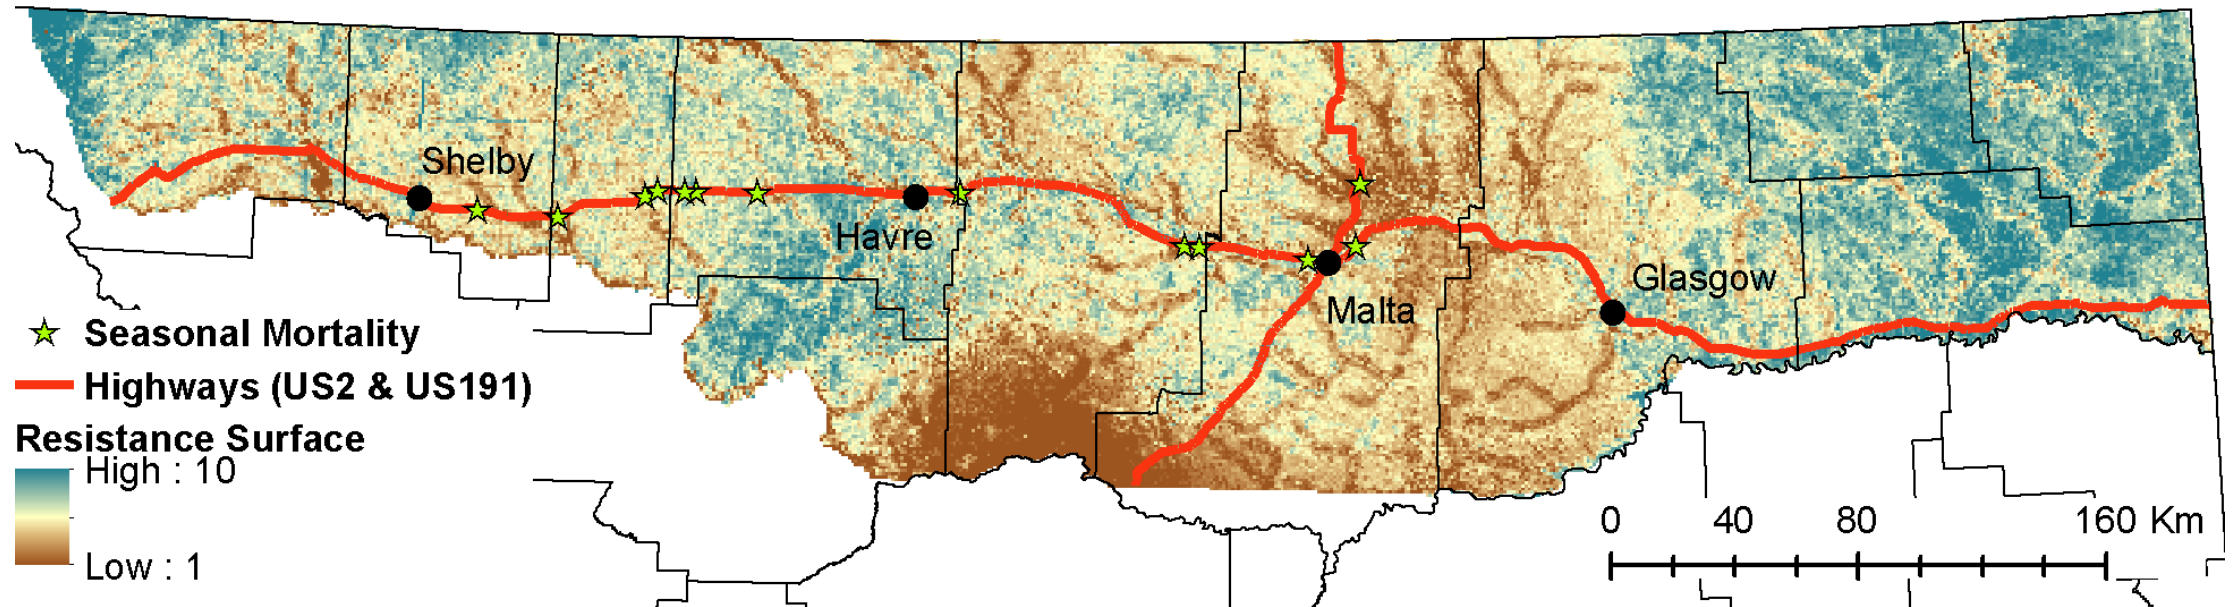 Shelby
Havre
Malta
Glasgow
Seasonal Mortality
Highways (US2 & US191)
Resistance Surface
High : 10
Low : 1
0 40 80 160 Km